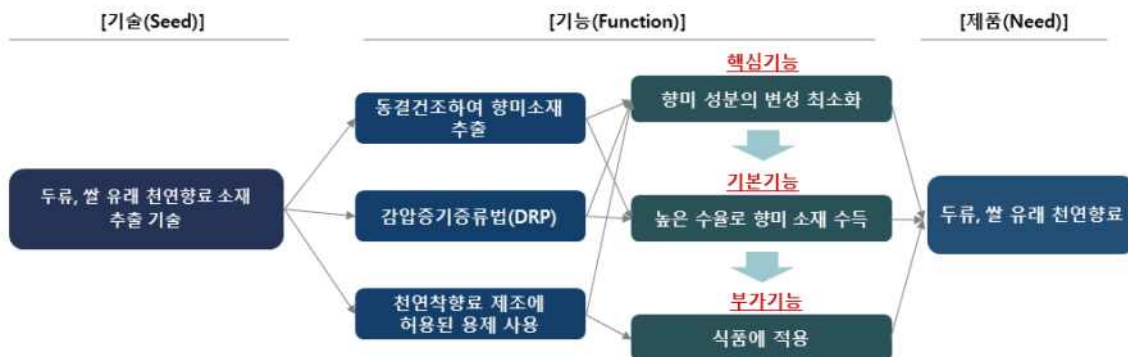 [기술(Seed)]
[기능(Function)]
[제품(Need)]
핵심기능
동결건조하여 향미소재
추출
향미 성분의 변성 최소화
두류, 쌀 유래 천연향료 소재
추출 기술
감압증기증류법(DRP)
기본기능
높은 수율로 향미 소재 수득
두류, 쌀 유래 천연향료
천연착향료 제조에
허용된 용제 사용
부가기능
식품에 적용